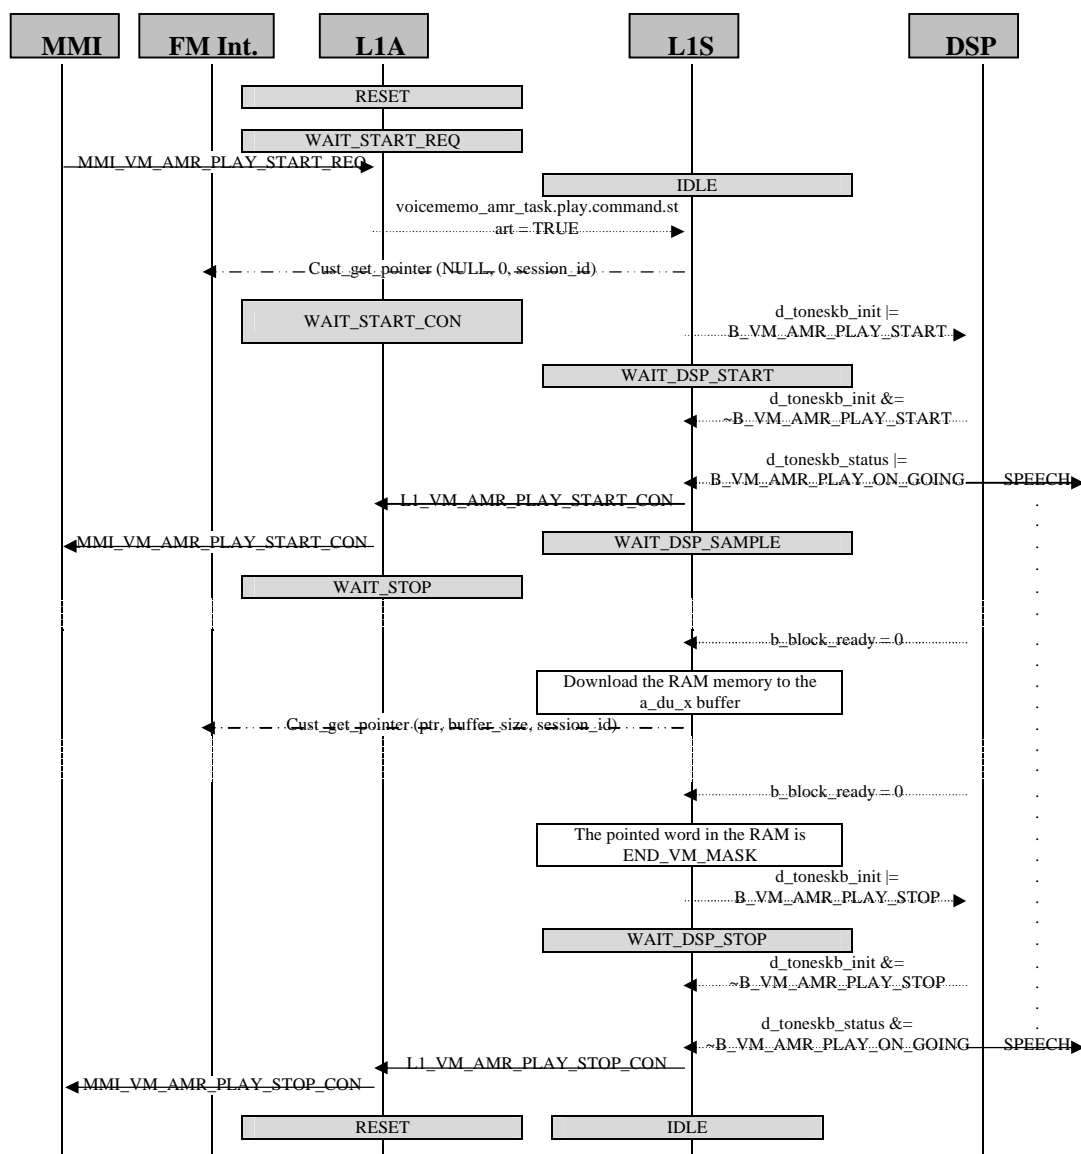 MMI FM Int. L1A L1S DSP
RESET
WAIT_START_REQ
MMI_VM_AMR_PLAY_START_REQ
IDLE
voicememo_amr_task.play.command.st
art = TRUE
Cust_get_pointer (NULL, 0, session_id)
WAIT_START_CON
d_toneskb_init |=
B_VM_AMR_PLAY_START
WAIT_DSP_START
d_toneskb_init &=
~B_VM_AMR_PLAY_START
d_toneskb_status |=
B_VM_AMR_PLAY_ON_GOING SPEECH
L1_VM_AMR_PLAY_START_CON
MMI_VM_AMR_PLAY_START_CON
WAIT_DSP_SAMPLE
WAIT_STOP
b_block_ready = 0
Download the RAM memory to the
a_du_x buffer
Cust_get_pointer (ptr, buffer_size, session_id)
b_block_ready = 0
The pointed word in the RAM is
END_VM_MASK
d_toneskb_init |=
B_VM_AMR_PLAY_STOP
WAIT_DSP_STOP
d_toneskb_init &=
~B_VM_AMR_PLAY_STOP
d_toneskb_status &=
~B_VM_AMR_PLAY_ON_GOING SPEECH
L1_VM_AMR_PLAY_STOP_CON
MMI_VM_AMR_PLAY_STOP_CON
RESET IDLE